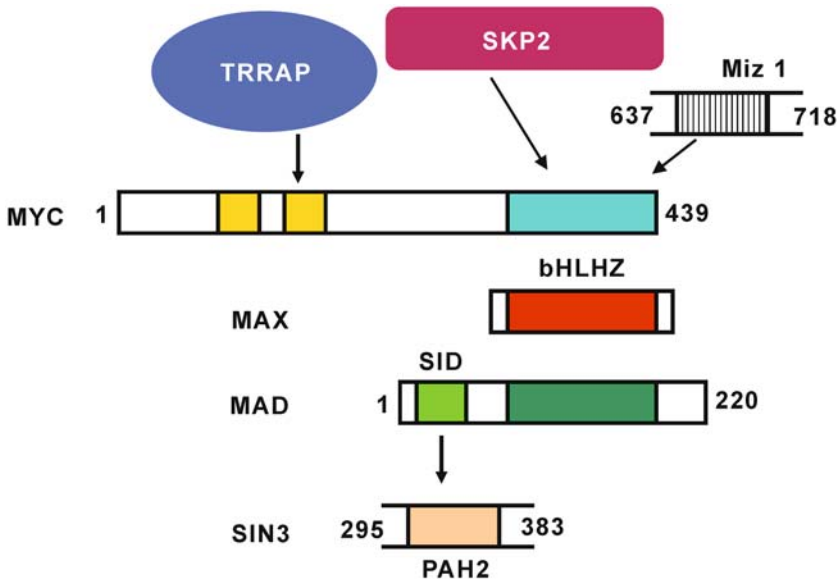 TRRAP
SKP2
Miz 1
637 718
MYC 1 439
bHLHZ
MAX
SID
MAD 1 220
SIN3 295 383
PAH2